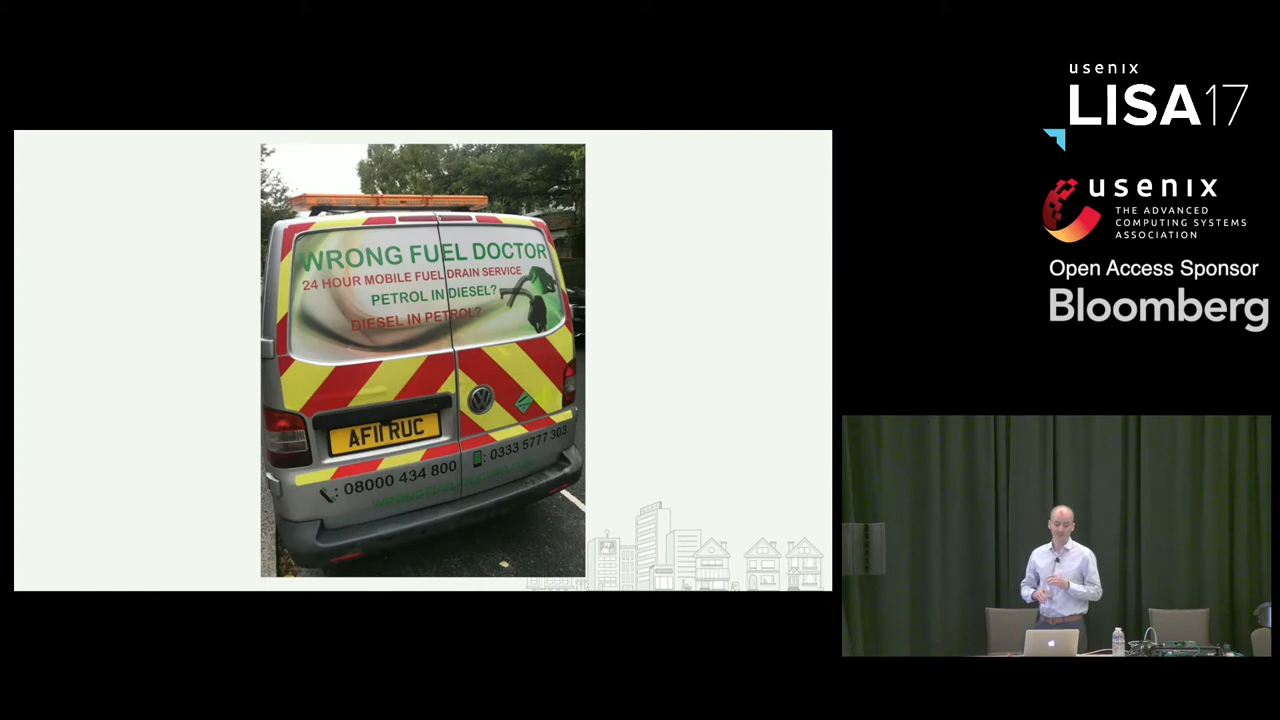 WRONG FUEL DOCTOR
24 HOUR MOBILE FUEL DRAIN SERVICE
PETROL IN DIESEL?
DIESEL IN PETROL?
AF11 RUC
: 08000 434 800
: 0333 5777 303
usenix
LISA17
usenix
THE ADVANCED
COMPUTING SYSTEMS
ASSOCIATION
Open Access Sponsor
Bloomberg